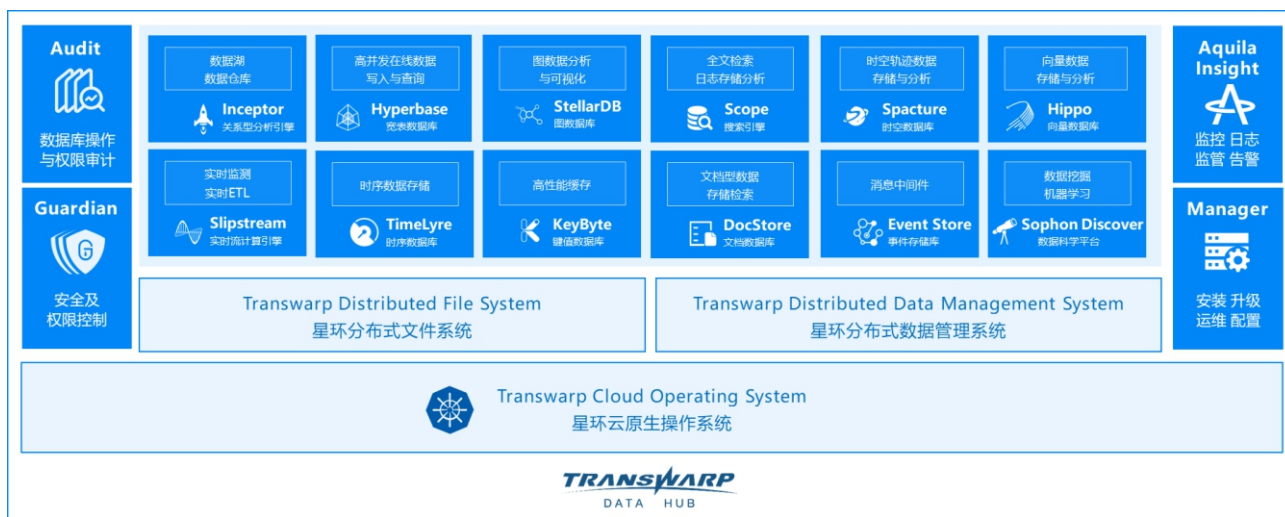 Audit
数据库操作
与权限审计
Guardian
安全及
权限控制
数据湖
数据仓库
Inceptor
关系型分析引擎
高并发在线数据
写入与查询
Hyperbase
宽表数据库
图数据分析
与可视化
StellarDB
图数据库
全文检索
日志存储分析
Scope
搜索引擎
时空轨迹数据
存储与分析
Spacture
时空数据库
向量数据
存储与分析
Hippo
向量数据库
实时监测
实时ETL
Slipstream
实时流计算引擎
时序数据存储
TimeLyre
时序数据库
高性能缓存
KeyByte
键值数据库
文档型数据
存储检索
DocStore
文档数据库
消息中间件
Event Store
事件存储库
数据挖掘
机器学习
Sophon Discover
数据科学平台
Aquila
Insight
监控 日志
监管 告警
Manager
安装 升级
运维 配置
Transwarp Distributed File System
星环分布式文件系统
Transwarp Distributed Data Management System
星环分布式数据管理系统
Transwarp Cloud Operating System
星环云原生操作系统
TRANSWARP
DATA HUB